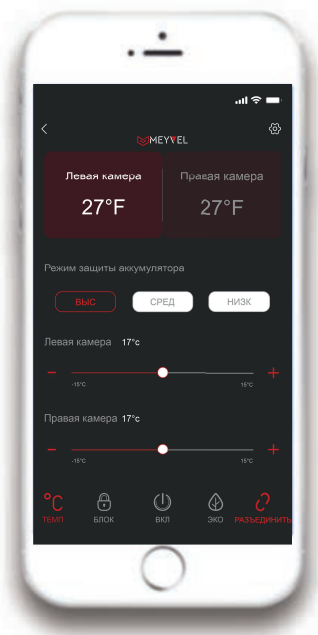 MEYVEL
Левая камера Правая камера
27°F 27°F
Режим защиты аккумулятора
ВЫС СРЕД НИЗК
Левая камера 17°c
− +
-15°C 15°C
Правая камера 17°c
− +
-15°C 15°C
°C
ТЕМП БЛОК ВКЛ ЭКО РАЗЪЕДИНИТЬ